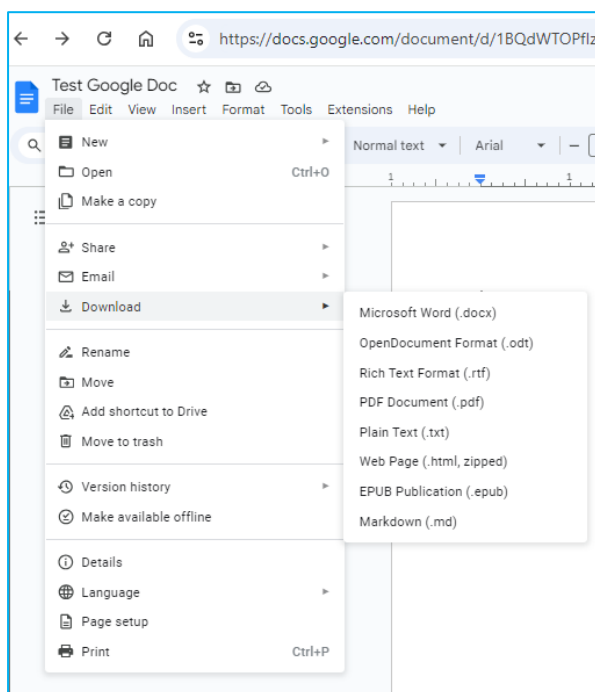 https://docs.google.com/document/d/1BQdWTOPfIz
Test Google Doc
File Edit View Insert Format Tools Extensions Help
Normal text Arial
1 1
New
Open Ctrl+O
Make a copy
Share
Email
Download
Rename
Move
Add shortcut to Drive
Move to trash
Version history
Make available offline
Details
Language
Page setup
Print Ctrl+P
Microsoft Word (.docx)
OpenDocument Format (.odt)
Rich Text Format (.rtf)
PDF Document (.pdf)
Plain Text (.txt)
Web Page (.html, zipped)
EPUB Publication (.epub)
Markdown (.md)